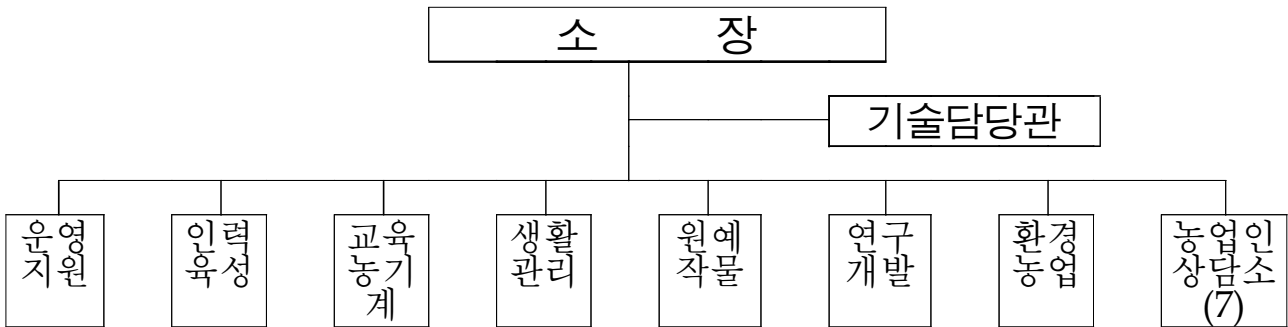 소 장
기술담당관
운영
지원
인력
육성
교육
농기
계
생활
관리
원예
작물
연구
개발
환경
농업
농업인
상담소
(7)